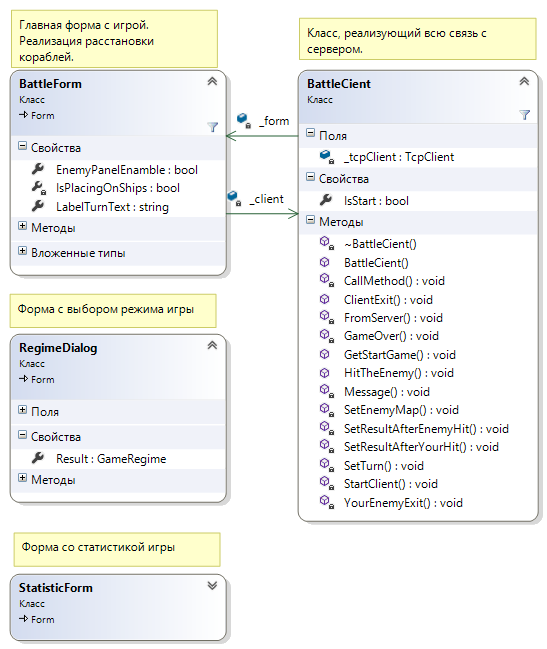 Главная форма с игрой.
Реализация расстановки
кораблей.
BattleForm
Класс
Form
Свойства
EnemyPanelEnamble : bool
IsPlacingOnShips : bool
LabelTurnText : string
Методы
Вложенные типы
_form
_client
Класс, реализующий всю связь с
сервером.
BattleCient
Класс
Поля
_tcpClient : TcpClient
Свойства
IsStart : bool
Методы
~BattleCient()
BattleCient()
CallMethod() : void
ClientExit() : void
FromServer() : void
GameOver() : void
GetStartGame() : void
HitTheEnemy() : void
Message() : void
SetEnemyMap() : void
SetResultAfterEnemyHit() : void
SetResultAfterYourHit() : void
SetTurn() : void
StartClient() : void
YourEnemyExit() : void
Форма с выбором режима игры
RegimeDialog
Класс
Form
Поля
Свойства
Result : GameRegime
Методы
Форма со статистикой игры
StatisticForm
Класс
Form